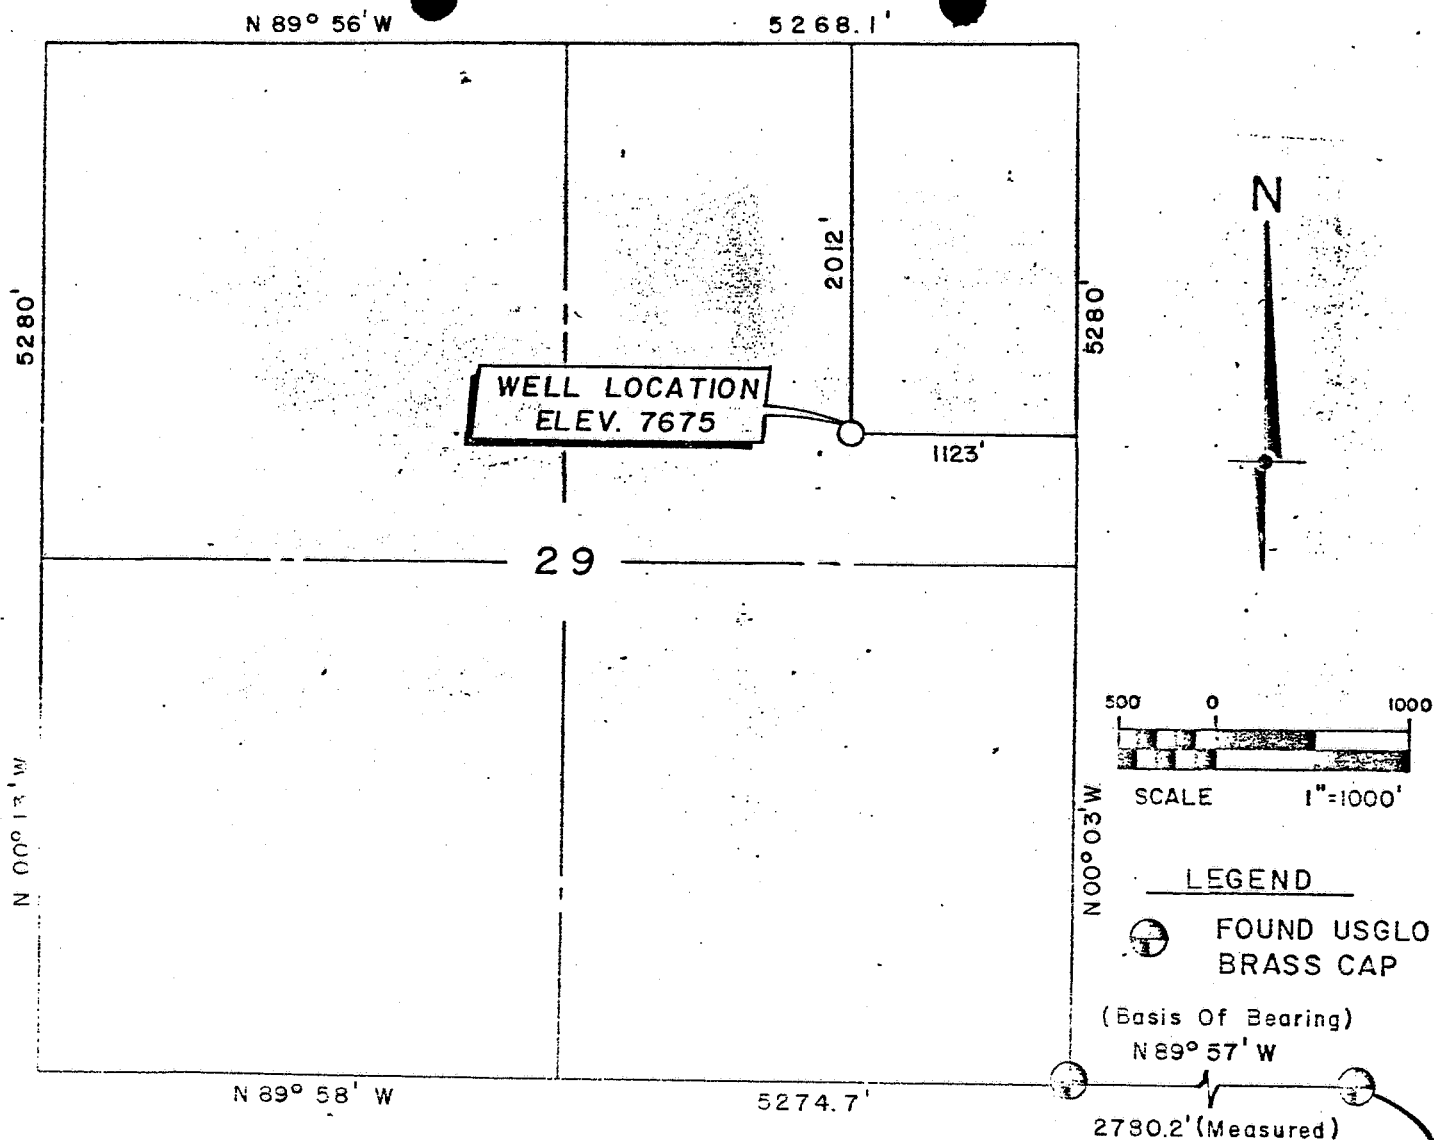 N 89° 56' W
5268.1'
N
2012'
5280'
5280'
WELL LOCATION
ELEV. 7675
1123'
29
500 0 1000
SCALE 1"=1000'
N 00° 13' W
N 00° 03' W
LEGEND
FOUND USGLO
BRASS CAP
(Basis Of Bearing)
N 89° 57' W
N 89° 58' W
5274.7'
2780.2' (Measured)